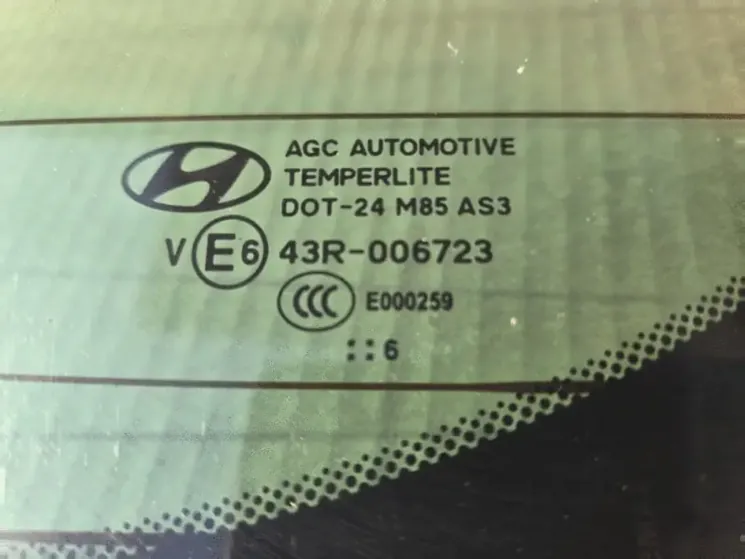 AGC AUTOMOTIVE
TEMPERLITE
DOT-24 M85 AS3
V E6 43R-006723
CCC E000259
:: 6